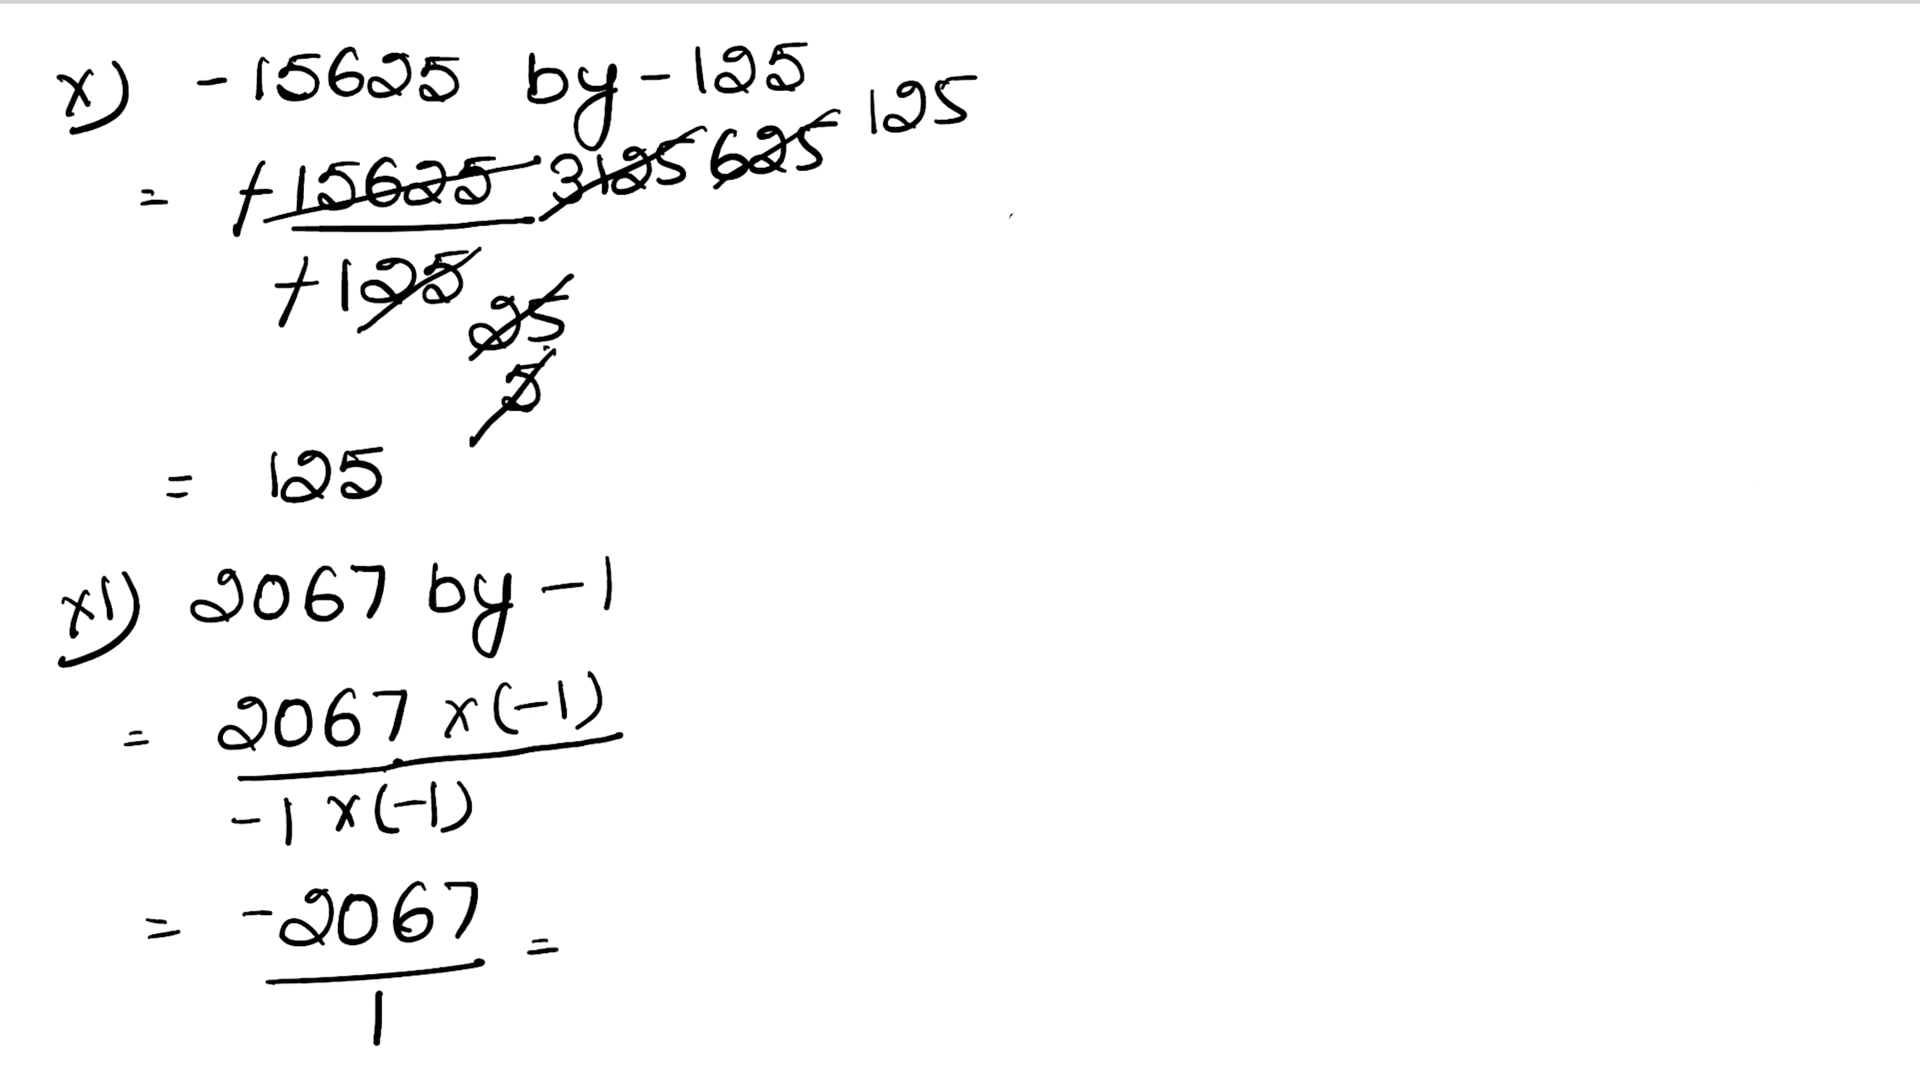 x) -15625 by -125
= +15625 3125 625 125
+125 25
5
= 125
xi) 2067 by -1
= 2067 x (-1)
-1 x (-1)
= -2067 =
1